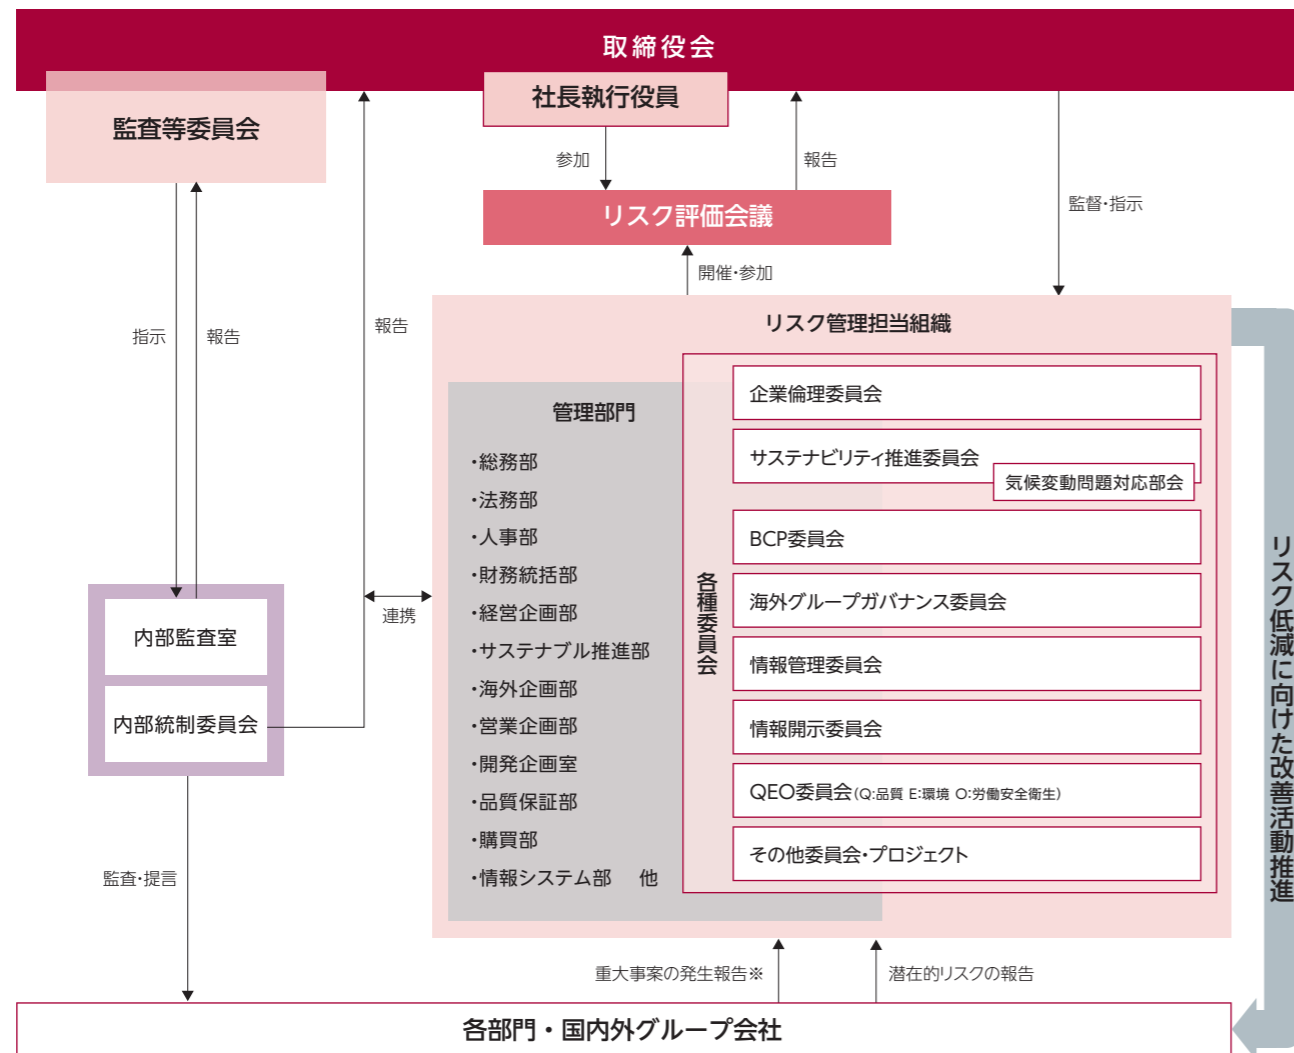 取締役会
監査等委員会
社長執行役員
参加
報告
リスク評価会議
監督・指示
開催・参加
指示
報告
報告
リスク管理担当組織
管理部門
・総務部
・法務部
・人事部
・財務統括部
・経営企画部
・サステナブル推進部
・海外企画部
・営業企画部
・開発企画室
・品質保証部
・購買部
・情報システム部 他
各種委員会
企業倫理委員会
サステナビリティ推進委員会
気候変動問題対応部会
BCP委員会
海外グループガバナンス委員会
情報管理委員会
情報開示委員会
QEO委員会(Q:品質 E:環境 O:労働安全衛生)
その他委員会・プロジェクト
連携
内部監査室
内部統制委員会
監査・提言
リスク低減に向けた改善活動推進
重大事案の発生報告※
潜在的リスクの報告
各部門・国内外グループ会社